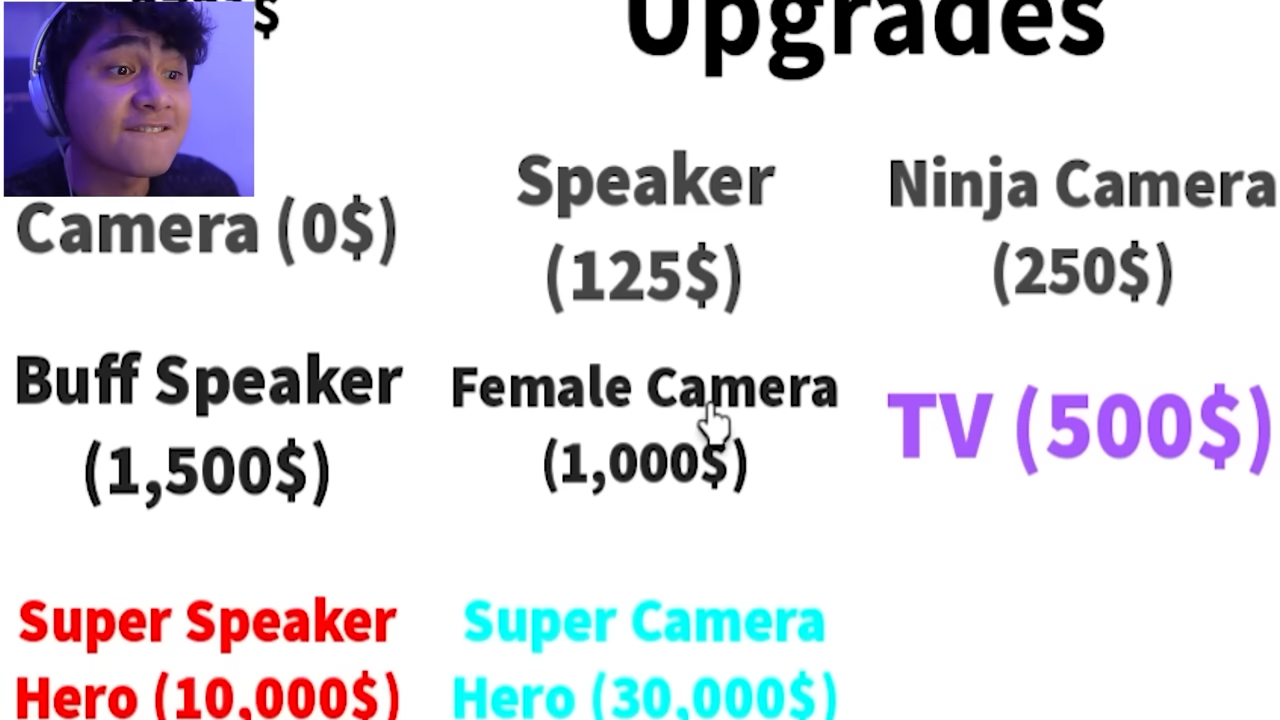 Upgrades
Camera (0$)
Speaker
(125$)
Ninja Camera
(250$)
Buff Speaker
(1,500$)
Female Camera
(1,000$)
TV (500$)
Super Speaker
Hero (10,000$)
Super Camera
Hero (30,000$)